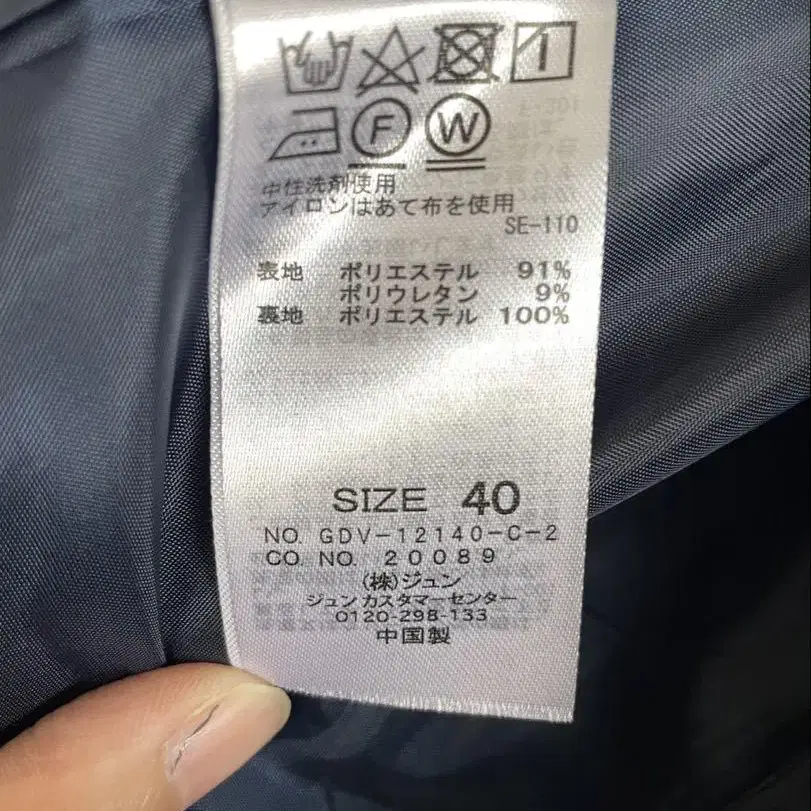 F W
中性洗剤使用
アイロンはあて布を使用
SE-110
表地 ポリエステル 91%
ポリウレタン 9%
裏地 ポリエステル 100%
SIZE 40
NO. GDV-12140-C-2
CO. NO. 20089
(株)ジュン
ジュンカスタマーセンター
0120-298-133
中国製